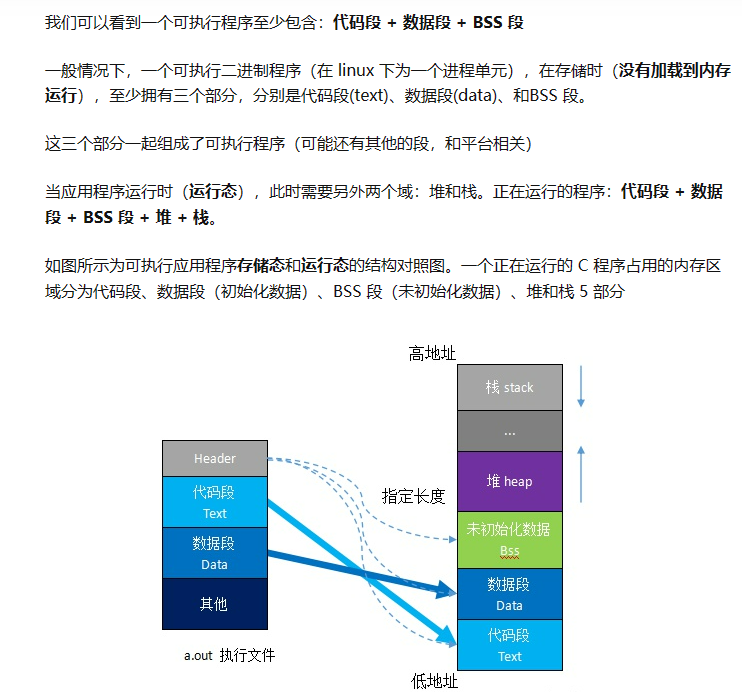 我们可以看到一个可执行程序至少包含：代码段 + 数据段 + BSS 段
一般情况下，一个可执行二进制程序（在 linux 下为一个进程单元），在存储时（没有加载到内存
运行），至少拥有三个部分，分别是代码段(text)、数据段(data)、和BSS 段。
这三个部分一起组成了可执行程序（可能还有其他的段，和平台相关）
当应用程序运行时（运行态），此时需要另外两个域：堆和栈。正在运行的程序：代码段 + 数据
段 + BSS 段 + 堆 + 栈。
如图所示为可执行应用程序存储态和运行态的结构对照图。一个正在运行的 C 程序占用的内存区
域分为代码段、数据段（初始化数据）、BSS 段（未初始化数据）、堆和栈 5 部分
高地址
栈 stack
...
堆 heap
指定长度
未初始化数据
Bss
数据段
Data
代码段
Text
低地址
Header
代码段
Text
数据段
Data
其他
a.out 执行文件